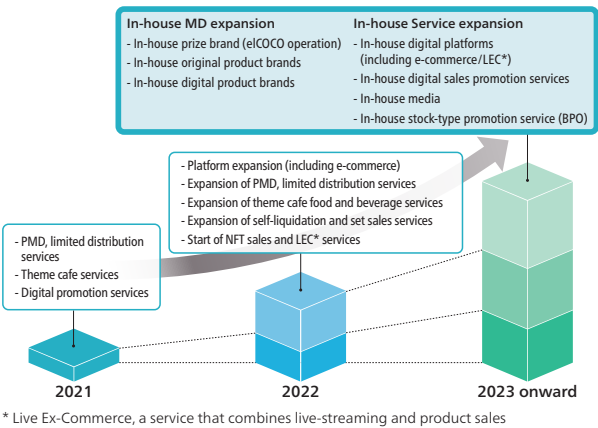 In-house MD expansion
- In-house prize brand (elCOCO operation)
- In-house original product brands
- In-house digital product brands
In-house Service expansion
- In-house digital platforms
(including e-commerce/LEC*)
- In-house digital sales promotion services
- In-house media
- In-house stock-type promotion service (BPO)
- Platform expansion (including e-commerce)
- Expansion of PMD, limited distribution services
- Expansion of theme cafe food and beverage services
- Expansion of self-liquidation and set sales services
- Start of NFT sales and LEC* services
- PMD, limited distribution
services
- Theme cafe services
- Digital promotion services
2021
2022
2023 onward
* Live Ex-Commerce, a service that combines live-streaming and product sales